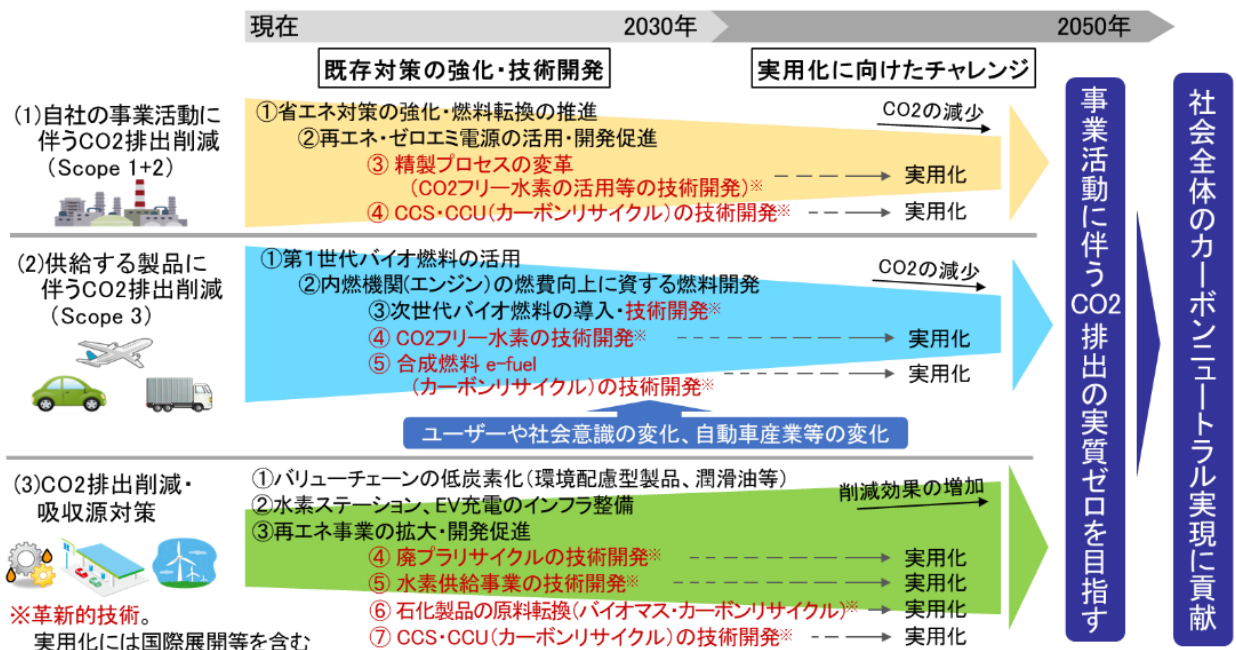 現在
2030年
2050年
既存対策の強化・技術開発
実用化に向けたチャレンジ
(1)自社の事業活動に
伴うCO2排出削減
(Scope 1+2)
①省エネ対策の強化・燃料転換の推進
②再エネ・ゼロエミ電源の活用・開発促進
③ 精製プロセスの変革
(CO2フリー水素の活用等の技術開発)※
実用化
④ CCS・CCU(カーボンリサイクル)の技術開発※
実用化
CO2の減少
(2)供給する製品に
伴うCO2排出削減
(Scope 3)
①第1世代バイオ燃料の活用
②内燃機関(エンジン)の燃費向上に資する燃料開発
③次世代バイオ燃料の導入・技術開発※
④ CO2フリー水素の技術開発※
実用化
⑤ 合成燃料 e-fuel
(カーボンリサイクル)の技術開発※
実用化
CO2の減少
ユーザーや社会意識の変化、自動車産業等の変化
(3)CO2排出削減・
吸収源対策
①バリューチェーンの低炭素化(環境配慮型製品、潤滑油等)
②水素ステーション、EV充電のインフラ整備
③再エネ事業の拡大・開発促進
④ 廃プラリサイクルの技術開発※
実用化
⑤ 水素供給事業の技術開発※
実用化
⑥ 石化製品の原料転換(バイオマス・カーボンリサイクル)※
実用化
⑦ CCS・CCU(カーボンリサイクル)の技術開発※
実用化
削減効果の増加
※革新的技術。
実用化には国際展開等を含む
事業活動に伴うCO2排出の実質ゼロを目指す
社会全体のカーボンニュートラル実現に貢献